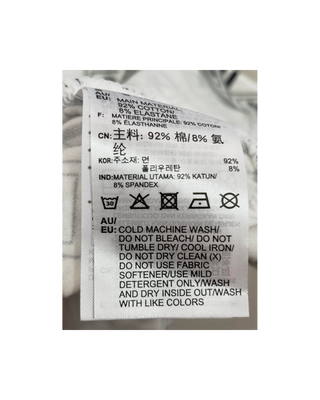 AU/
EU: MAIN MATERIAL:
92% COTTON/
8% ELASTANE
F: MATIERE PRINCIPALE: 92% COTON/
8% ELASTHANNE
CN: 主料: 92% 棉/8% 氨
纶
KOR: 주소재: 면 92%
폴리우레탄 8%
IND: MATERIAL UTAMA: 92% KATUN/
8% SPANDEX
30
AU/
EU: COLD MACHINE WASH/
DO NOT BLEACH/ DO NOT
TUMBLE DRY/ COOL IRON/
DO NOT DRY CLEAN (X)
DO NOT USE FABRIC
SOFTENER/USE MILD
DETERGENT ONLY/WASH
AND DRY INSIDE OUT/WASH
WITH LIKE COLORS